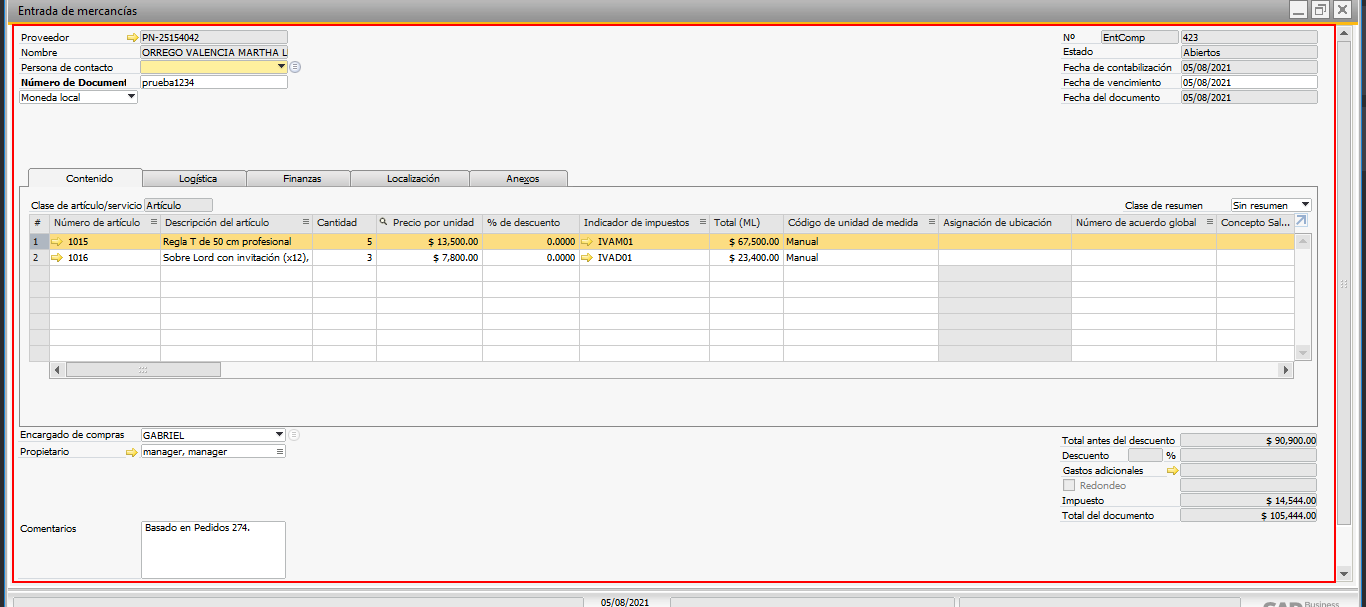 Entrada de mercancías
Proveedor PN-25154042
Nombre ORREGO VALENCIA MARTHA L
Persona de contacto
Número de Document prueba1234
Moneda local
Nº EntComp 423
Estado Abiertos
Fecha de contabilización 05/08/2021
Fecha de vencimiento 05/08/2021
Fecha del documento 05/08/2021
Contenido Logística Finanzas Localización Anexos
Clase de artículo/servicio Artículo
Clase de resumen Sin resumen
# Número de artículo Descripción del artículo Cantidad Precio por unidad % de descuento Indicador de impuestos Total (ML) Código de unidad de medida Asignación de ubicación Número de acuerdo global Concepto Sal...
1 1015 Regla T de 50 cm profesional 5 $ 13,500.00 0.0000 IVAM01 $ 67,500.00 Manual
2 1016 Sobre Lord con invitación (x12), 3 $ 7,800.00 0.0000 IVAD01 $ 23,400.00 Manual
Encargado de compras GABRIEL
Propietario manager, manager
Total antes del descuento $ 90,900.00
Descuento %
Gastos adicionales
Redondeo
Impuesto $ 14,544.00
Total del documento $ 105,444.00
Comentarios Basado en Pedidos 274.
05/08/2021
SAP Business